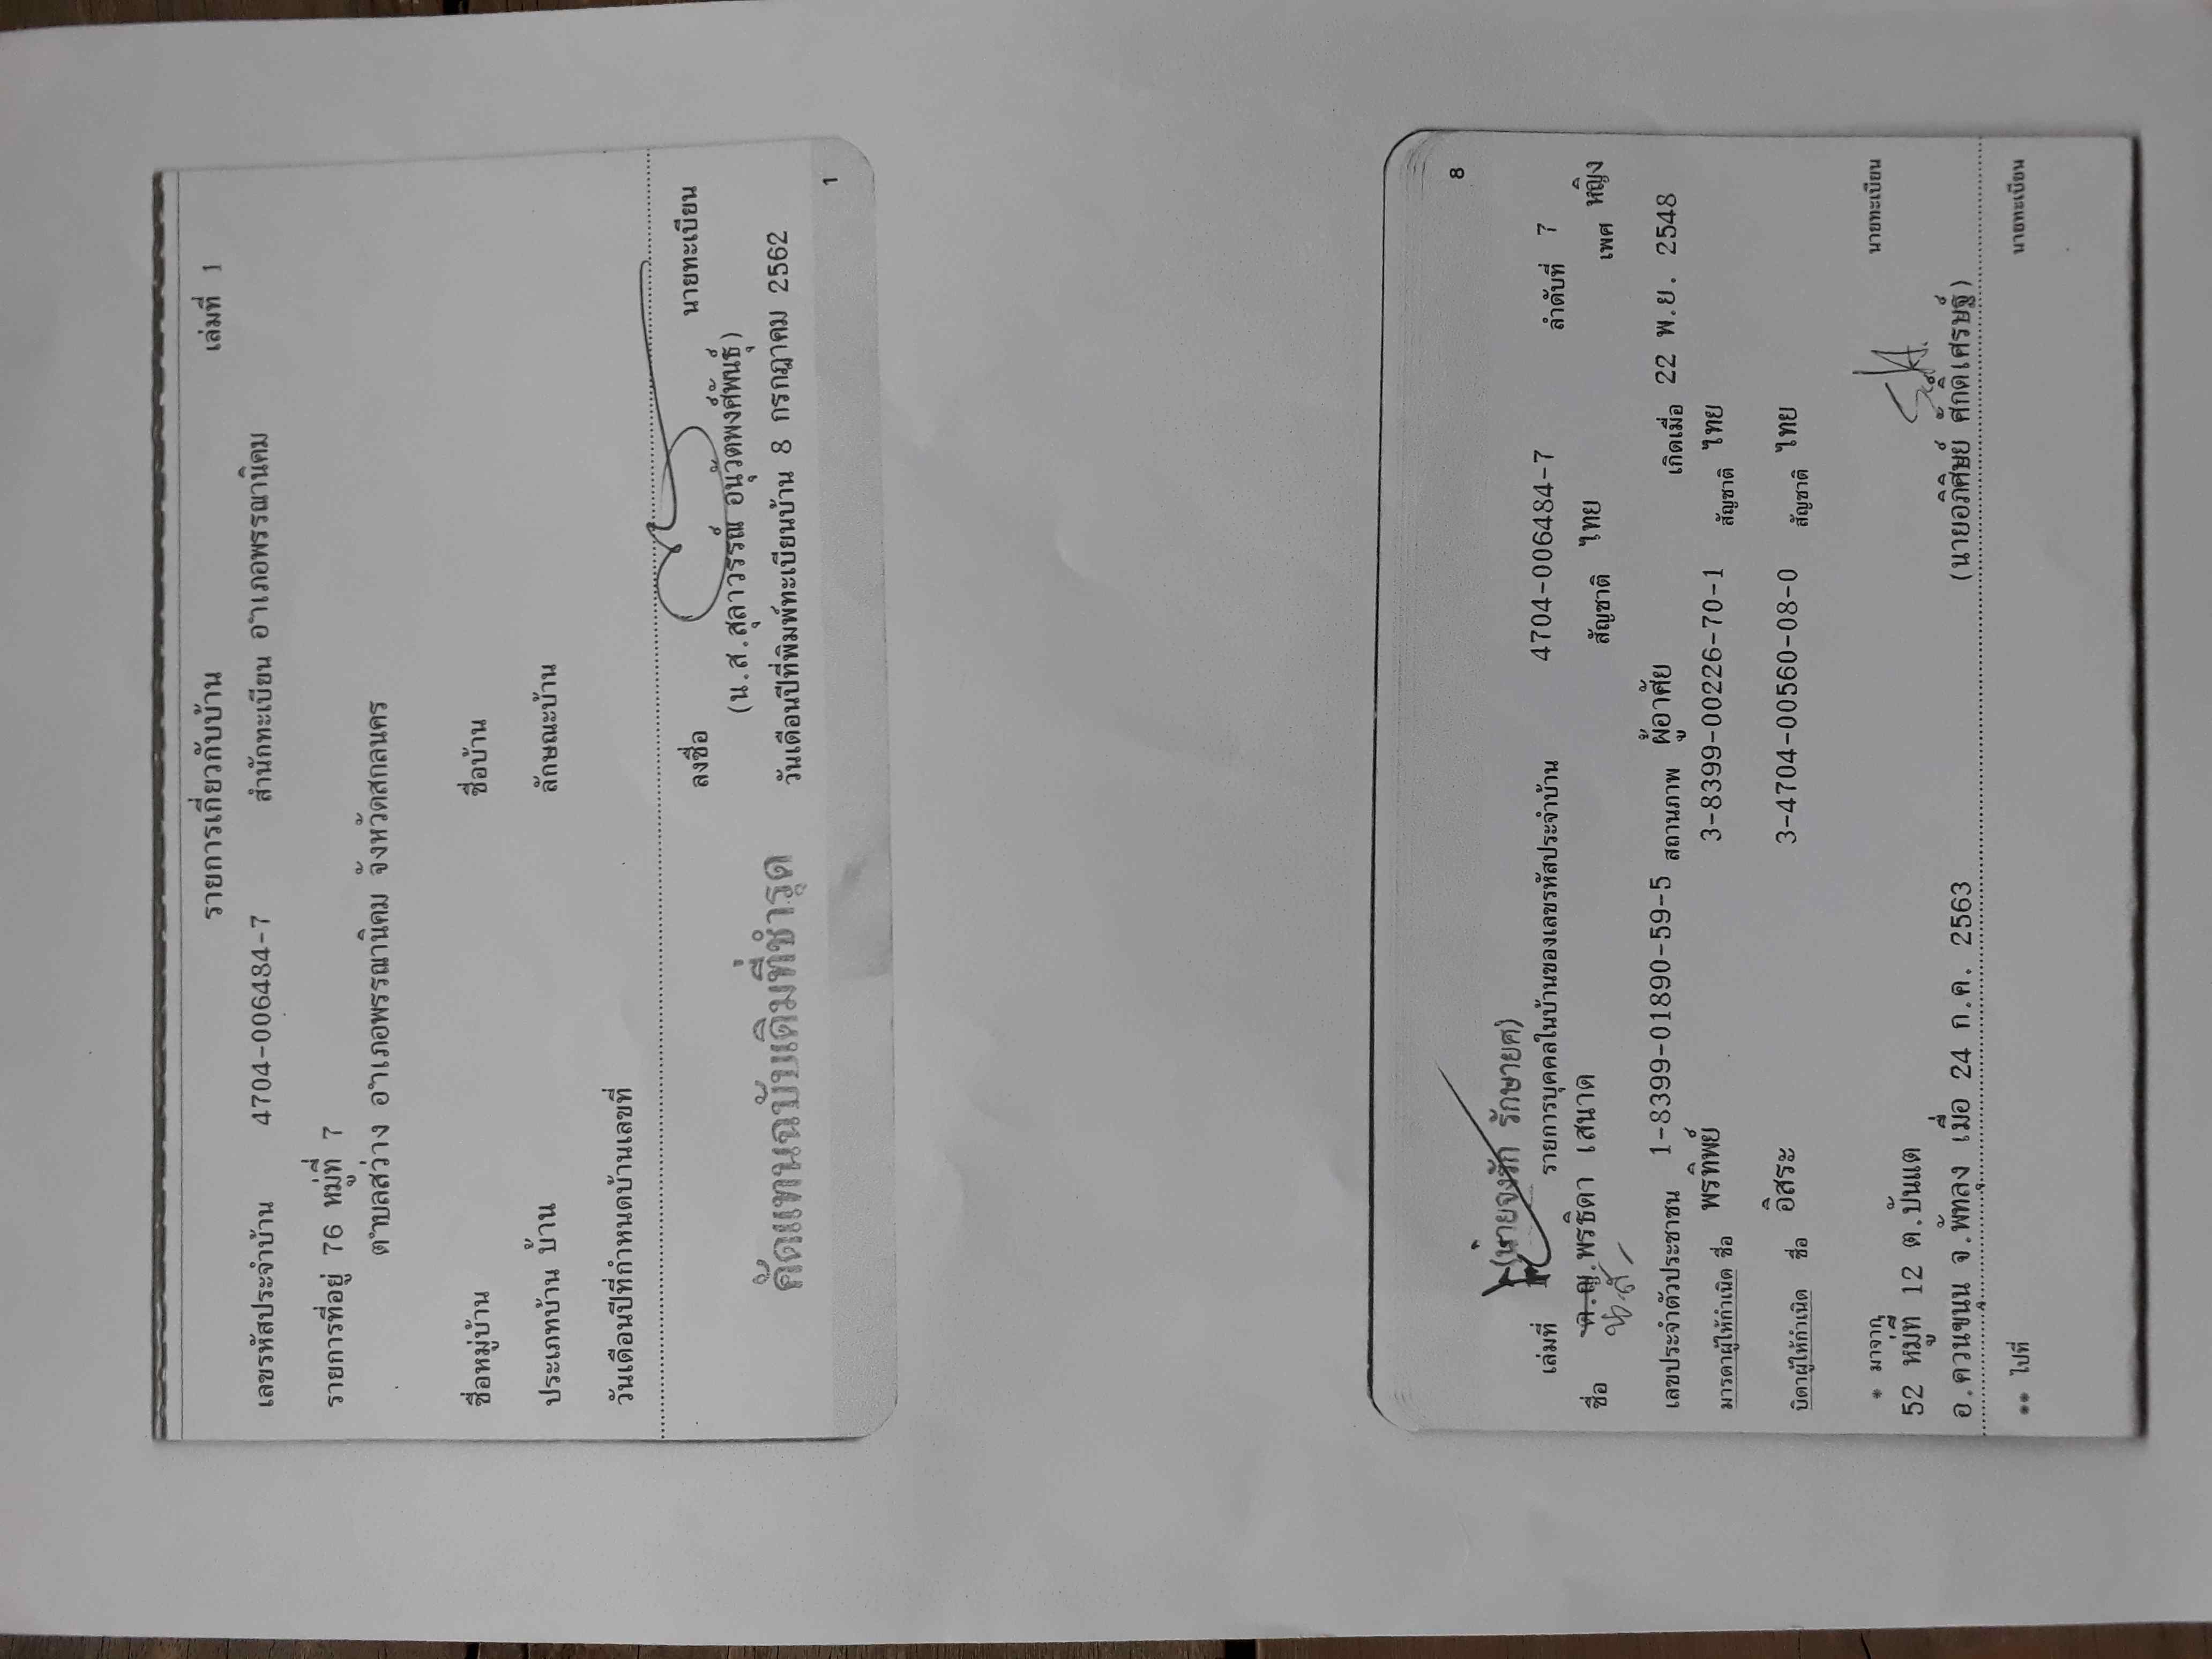 รายการเกี่ยวกับบ้าน เล่มที่ 1
เลขรหัสประจำบ้าน 4704-006484-7 สำนักทะเบียน อำเภอพรรณานิคม
รายการที่อยู่ 76 หมู่ที่ 7
ตำบลสว่าง อำเภอพรรณานิคม จังหวัดสกลนคร
ชื่อหมู่บ้าน ชื่อบ้าน
ประเภทบ้าน บ้าน ลักษณะบ้าน
วันเดือนปีที่กำหนดบ้านเลขที่
ลงชื่อ นายทะเบียน
(น.ส.สุลาวรรณ์ อนุวัตพงศ์พันธุ์)
คัดแทนฉบับเดิมที่ชำรุด วันเดือนปีที่พิมพ์ทะเบียนบ้าน 8 กรกฎาคม 2562
1
8
(นายจงรัก รักษายศ)
เล่มที่ รายการบุคคลในบ้านของเลขรหัสประจำบ้าน 4704-006484-7 ลำดับที่ 7
ชื่อ ด.ญ.พรธิดา เสนาด สัญชาติ ไทย เพศ หญิง
น.ส.
เลขประจำตัวประชาชน 1-8399-01890-59-5 สถานภาพ ผู้อาศัย เกิดเมื่อ 22 พ.ย. 2548
มารดาผู้ให้กำเนิด ชื่อ พรทิพย์ 3-8399-00226-70-1 สัญชาติ ไทย
บิดาผู้ให้กำเนิด ชื่อ อิสระ 3-4704-00560-08-0 สัญชาติ ไทย
* มาจาก นายทะเบียน
52 หมู่ที่ 12 ต.ปันแต
อ.ควนขนุน จ.พัทลุง เมื่อ 24 ก.ค. 2563 (นายอภิศิษย์ ศักดิ์เศรษฐ์)
** ไปที่ นายทะเบียน